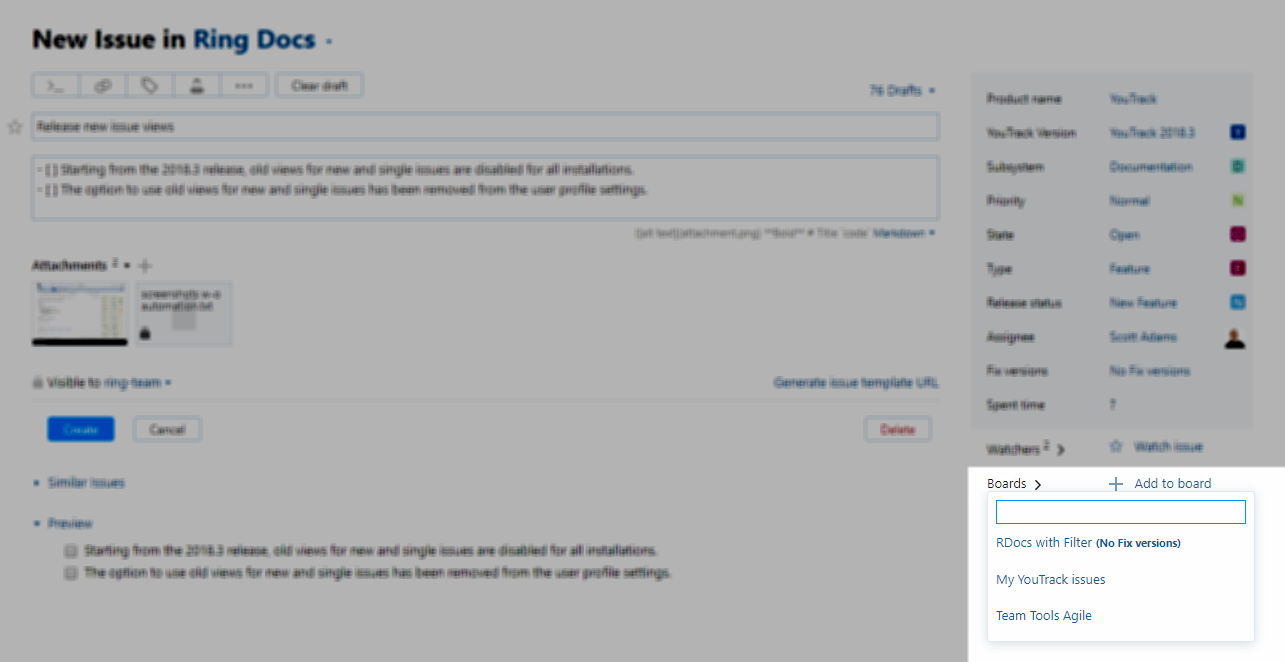 New Issue in Ring Docs
Clear draft
76 Drafts
Release new issue views
- [ ] Starting from the 2018.3 release, old views for new and single issues are disabled for all installations.
- [ ] The option to use old views for new and single issues has been removed from the user profile settings.
![alt text](attachment.png) **Bold** # Title `code` Markdown
Attachments 2
screenshots-w-o
automation.txt
Visible to ring-team
Generate issue template URL
Create
Cancel
Delete
Similar Issues
Preview
Starting from the 2018.3 release, old views for new and single issues are disabled for all installations.
The option to use old views for new and single issues has been removed from the user profile settings.
Product name YouTrack
YouTrack Version YouTrack 2018.3 Y
Subsystem Documentation D
Priority Normal N
State Open
Type Feature
Release status New Feature N
Assignee Scott Adams
Fix versions No Fix versions
Spent time ?
Watchers 2 Watch issue
Boards Add to board
RDocs with Filter (No Fix versions)
My YouTrack issues
Team Tools Agile